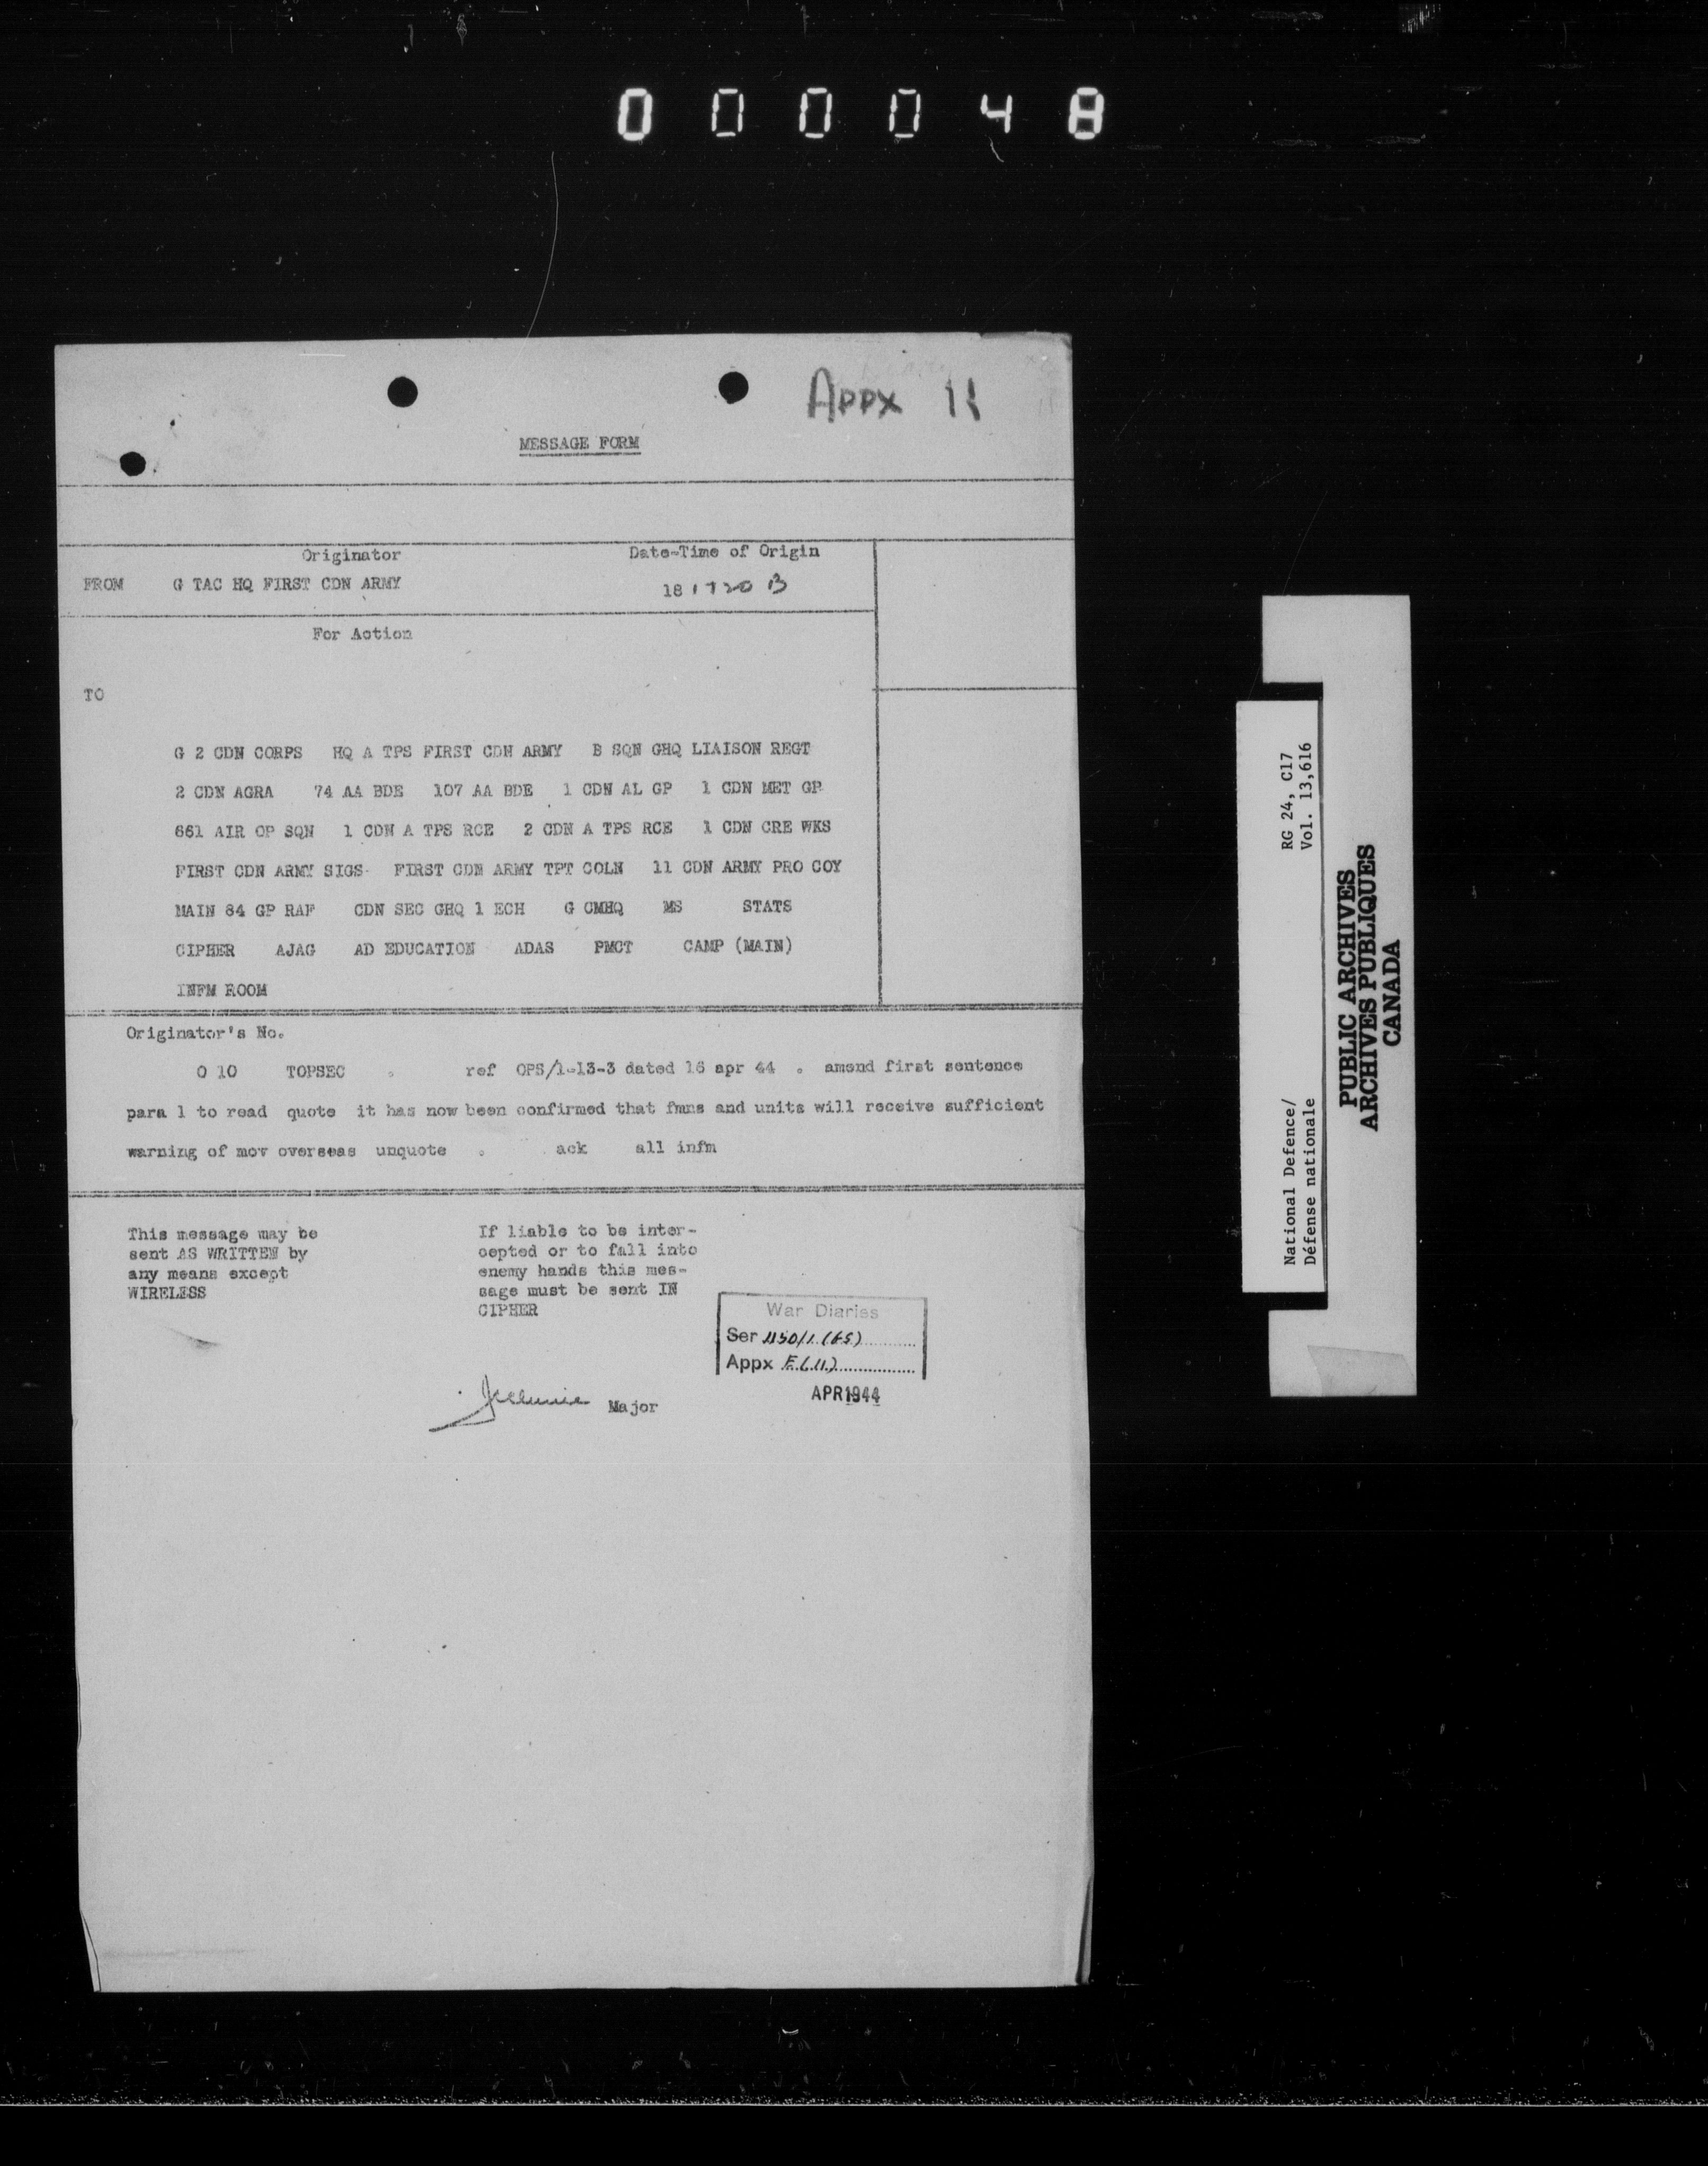 0 0 0 0 4 8
APPX 11
MESSAGE FORM
Originator Date-Time of Origin
FROM G TAC HQ FIRST CDN ARMY 181720 B
For Action
TO
G 2 CDN CORPS HQ A TPS FIRST CDN ARMY B SQN GHQ LIAISON REGT
2 CDN AGRA 74 AA BDE 107 AA BDE 1 CDN AL GP 1 CDN MET GP
661 AIR OP SQN 1 CDN A TPS RCE 2 CDN A TPS RCE 1 CDN CRE WKS
FIRST CDN ARMY SIGS FIRST CDN ARMY TPT COLN 11 CDN ARMY PRO COY
MAIN 84 GP RAF CDN SEC GHQ 1 ECH G CMHQ MS STATS
CIPHER AJAG AD EDUCATION ADAS PMCT CAMP (MAIN)
INFM ROOM
Originator's No.
O 10 TOPSEC . ref OPS/1-13-3 dated 16 apr 44 . amend first sentence
para 1 to read quote it has now been confirmed that fmns and units will receive sufficient
warning of mov overseas unquote . ack all infm
This message may be
sent AS WRITTEN by
any means except
WIRELESS
If liable to be inter-
cepted or to fall into
enemy hands this mes-
sage must be sent IN
CIPHER
War Diaries
Ser
Appx E(11)
APR 1944
Major
RG 24, C17
Vol. 13,616
National Defence/
Défense nationale
PUBLIC ARCHIVES
ARCHIVES PUBLIQUES
CANADA